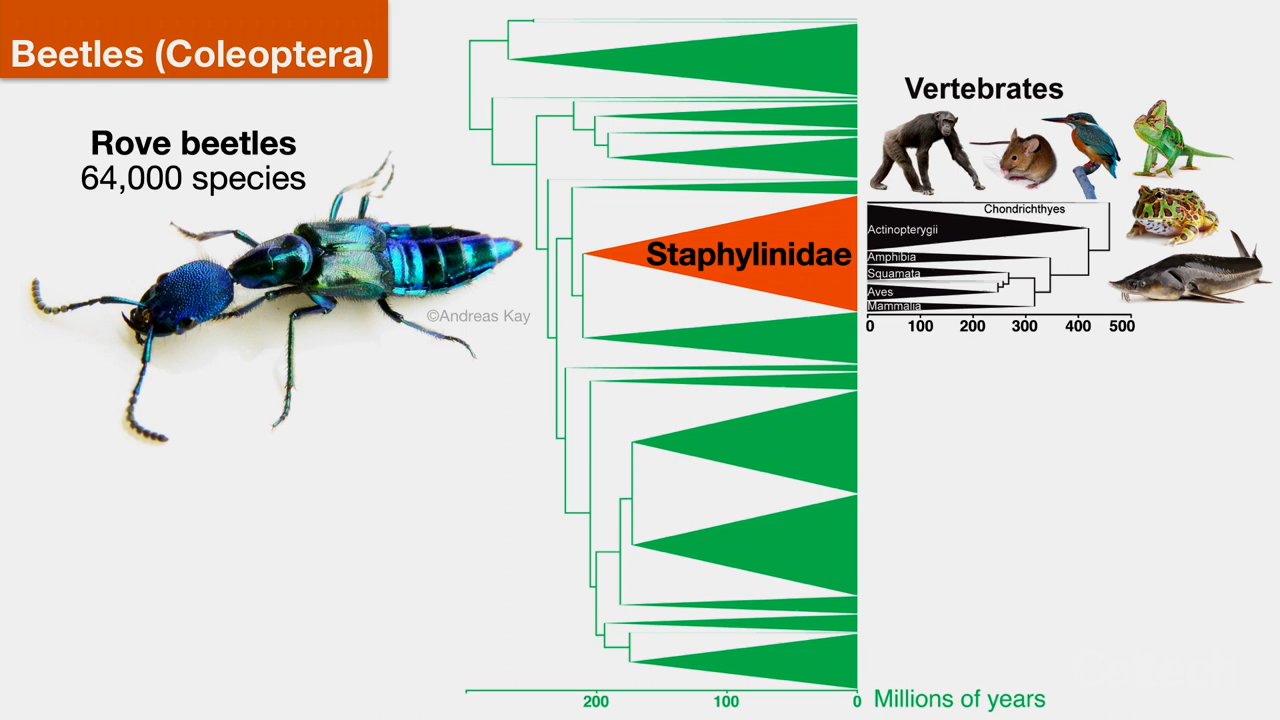 Beetles (Coleoptera)
Rove beetles
64,000 species
©Andreas Kay
Staphylinidae
200
100
0
Millions of years
Vertebrates
Chondrichthyes
Actinopterygii
Amphibia
Squamata
Aves
Mammalia
0 100 200 300 400 500
Caltech